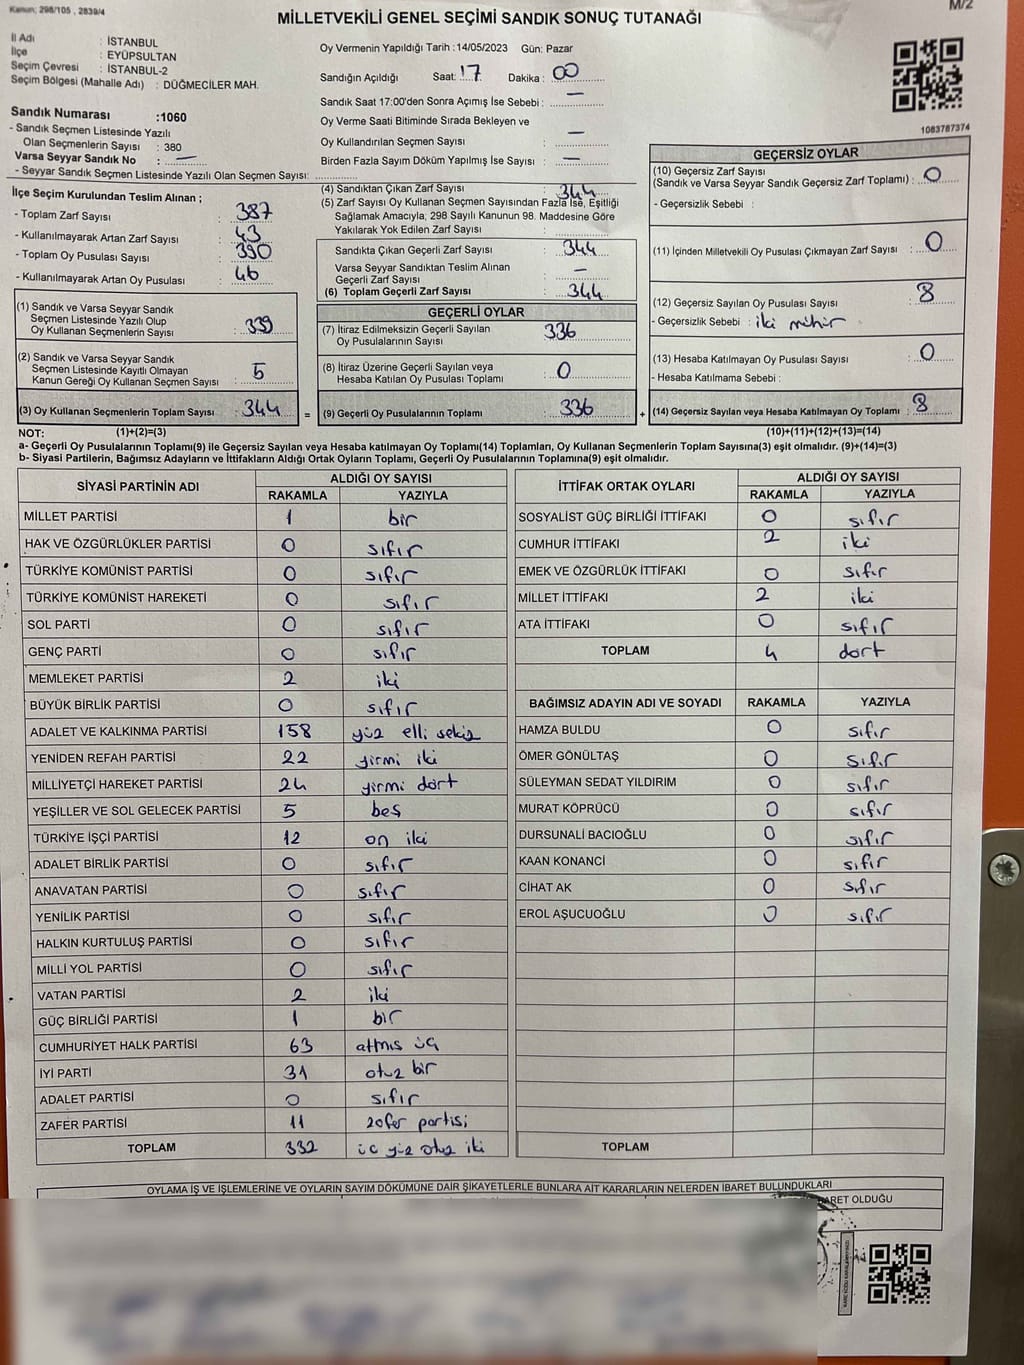 Kanun; 298/105 , 2839/4
M/2
MİLLETVEKİLİ GENEL SEÇİMİ SANDIK SONUÇ TUTANAĞI
İl Adı : İSTANBUL
İlçe : EYÜPSULTAN
Seçim Çevresi : İSTANBUL-2
Seçim Bölgesi (Mahalle Adı) : DÜĞMECİLER MAH.
Sandık Numarası :1060
- Sandık Seçmen Listesinde Yazılı
Olan Seçmenlerin Sayısı : 380
Varsa Seyyar Sandık No : —
- Seyyar Sandık Seçmen Listesinde Yazılı Olan Seçmen Sayısı:
Oy Vermenin Yapıldığı Tarih :14/05/2023 Gün: Pazar
Sandığın Açıldığı Saat: 17 Dakika : 00
Sandık Saat 17:00'den Sonra Açımış İse Sebebi : —
Oy Verme Saati Bitiminde Sırada Bekleyen ve
Oy Kullandırılan Seçmen Sayısı : —
Birden Fazla Sayım Döküm Yapılmış İse Sayısı : —
1083787374
İlçe Seçim Kurulundan Teslim Alınan ;
- Toplam Zarf Sayısı : 387
- Kullanılmayarak Artan Zarf Sayısı : 43
- Toplam Oy Pusulası Sayısı : 390
- Kullanılmayarak Artan Oy Pusulası : 46
(1) Sandık ve Varsa Seyyar Sandık
Seçmen Listesinde Yazılı Olup
Oy Kullanan Seçmenlerin Sayısı : 339
(2) Sandık ve Varsa Seyyar Sandık
Seçmen Listesinde Kayıtlı Olmayan
Kanun Gereği Oy Kullanan Seçmen Sayısı : 5
(3) Oy Kullanan Seçmenlerin Toplam Sayısı : 344 =
(4) Sandıktan Çıkan Zarf Sayısı : 344
(5) Zarf Sayısı Oy Kullanan Seçmen Sayısından Fazla İse, Eşitliği
Sağlamak Amacıyla; 298 Sayılı Kanunun 98. Maddesine Göre
Yakılarak Yok Edilen Zarf Sayısı :
Sandıkta Çıkan Geçerli Zarf Sayısı : 344
Varsa Seyyar Sandıktan Teslim Alınan
Geçerli Zarf Sayısı : —
(6) Toplam Geçerli Zarf Sayısı : 344
GEÇERLİ OYLAR
(7) İtiraz Edilmeksizin Geçerli Sayılan
Oy Pusulalarının Sayısı : 336
(8) İtiraz Üzerine Geçerli Sayılan veya
Hesaba Katılan Oy Pusulası Toplamı : 0
(9) Geçerli Oy Pusulalarının Toplamı : 336 +
GEÇERSİZ OYLAR
(10) Geçersiz Zarf Sayısı
(Sandık ve Varsa Seyyar Sandık Geçersiz Zarf Toplamı) : 0
- Geçersizlik Sebebi :
(11) İçinden Milletvekili Oy Pusulası Çıkmayan Zarf Sayısı : 0
(12) Geçersiz Sayılan Oy Pusulası Sayısı : 8
- Geçersizlik Sebebi : iki mühür
(13) Hesaba Katılmayan Oy Pusulası Sayısı : 0
- Hesaba Katılmama Sebebi :
(14) Geçersiz Sayılan veya Hesaba Katılmayan Oy Toplamı : 8
NOT: (1)+(2)=(3) (10)+(11)+(12)+(13)=(14)
a- Geçerli Oy Pusulalarının Toplamı(9) ile Geçersiz Sayılan veya Hesaba katılmayan Oy Toplamı(14) Toplamları, Oy Kullanan Seçmenlerin Toplam Sayısına(3) eşit olmalıdır. (9)+(14)=(3)
b- Siyasi Partilerin, Bağımsız Adayların ve İttifakların Aldığı Ortak Oyların Toplamı, Geçerli Oy Pusulalarının Toplamına(9) eşit olmalıdır.
SİYASİ PARTİNİN ADI ALDIĞI OY SAYISI
RAKAMLA YAZIYLA
MİLLET PARTİSİ 1 bir
HAK VE ÖZGÜRLÜKLER PARTİSİ 0 sıfır
TÜRKİYE KOMÜNİST PARTİSİ 0 sıfır
TÜRKİYE KOMÜNİST HAREKETİ 0 sıfır
SOL PARTİ 0 sıfır
GENÇ PARTİ 0 sıfır
MEMLEKET PARTİSİ 2 iki
BÜYÜK BİRLİK PARTİSİ 0 sıfır
ADALET VE KALKINMA PARTİSİ 158 yüz elli sekiz
YENİDEN REFAH PARTİSİ 22 yirmi iki
MİLLİYETÇİ HAREKET PARTİSİ 24 yirmi dört
YEŞİLLER VE SOL GELECEK PARTİSİ 5 beş
TÜRKİYE İŞÇİ PARTİSİ 12 on iki
ADALET BİRLİK PARTİSİ 0 sıfır
ANAVATAN PARTİSİ 0 sıfır
YENİLİK PARTİSİ 0 sıfır
HALKIN KURTULUŞ PARTİSİ 0 sıfır
MİLLİ YOL PARTİSİ 0 sıfır
VATAN PARTİSİ 2 iki
GÜÇ BİRLİĞİ PARTİSİ 1 bir
CUMHURİYET HALK PARTİSİ 63 atmıs üç
İYİ PARTİ 31 otuz bir
ADALET PARTİSİ 0 sıfır
ZAFER PARTİSİ 11 zafer partisi
TOPLAM 332 üç yüz otuz iki
İTTİFAK ORTAK OYLARI ALDIĞI OY SAYISI
RAKAMLA YAZIYLA
SOSYALİST GÜÇ BİRLİĞİ İTTİFAKI 0 sıfır
CUMHUR İTTİFAKI 2 iki
EMEK VE ÖZGÜRLÜK İTTİFAKI 0 sıfır
MİLLET İTTİFAKI 2 iki
ATA İTTİFAKI 0 sıfır
TOPLAM 4 dört
BAĞIMSIZ ADAYIN ADI VE SOYADI RAKAMLA YAZIYLA
HAMZA BULDU 0 sıfır
ÖMER GÖNÜLTAŞ 0 sıfır
SÜLEYMAN SEDAT YILDIRIM 0 sıfır
MURAT KÖPRÜCÜ 0 sıfır
DURSUNALİ BACIOĞLU 0 sıfır
KAAN KONANCİ 0 sıfır
CİHAT AK 0 sıfır
EROL AŞUCUOĞLU 0 sıfır
TOPLAM
OYLAMA İŞ VE İŞLEMLERİNE VE OYLARIN SAYIM DÖKÜMÜNE DAİR ŞİKAYETLERLE BUNLARA AİT KARARLARIN NELERDEN İBARET BULUNDUKLARI
OLDUĞU